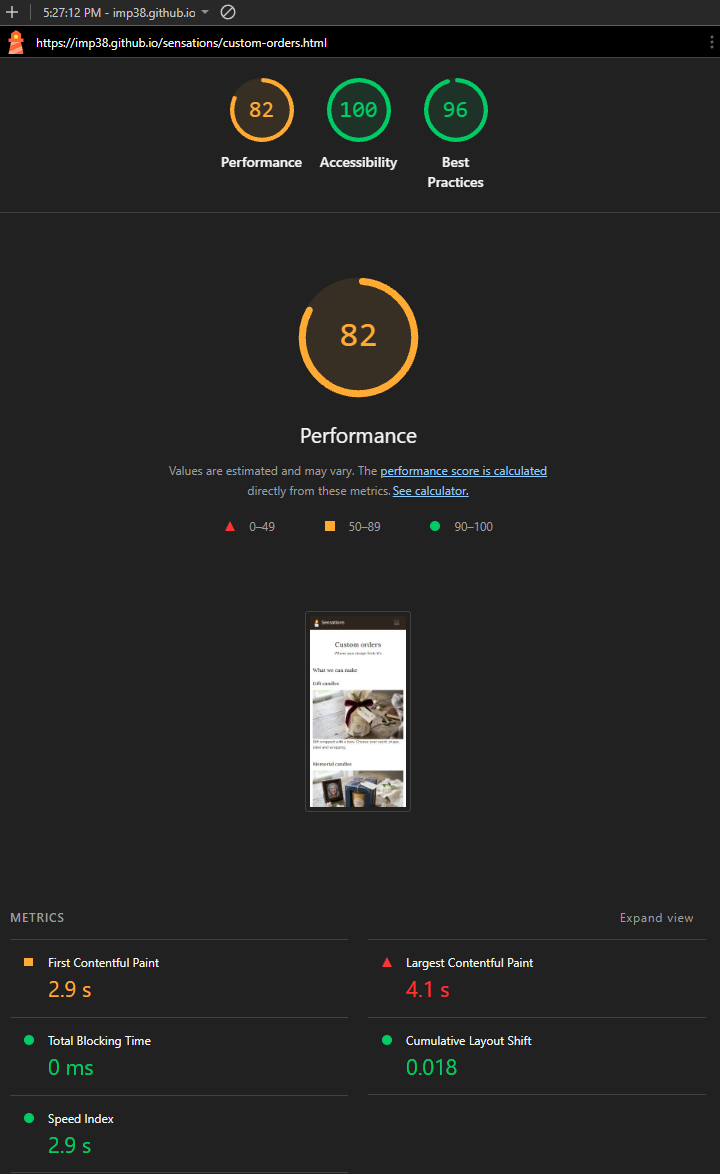 5:27:12 PM - imp38.github.io
https://imp38.github.io/sensations/custom-orders.html
82
100
96
Performance
Accessibility
Best
Practices
82
Performance
Values are estimated and may vary. The performance score is calculated
directly from these metrics. See calculator.
0–49
50–89
90–100
Sensations
Custom orders
What we can make
Gift candles
Memorial candles
METRICS
Expand view
First Contentful Paint
2.9 s
Largest Contentful Paint
4.1 s
Total Blocking Time
0 ms
Cumulative Layout Shift
0.018
Speed Index
2.9 s